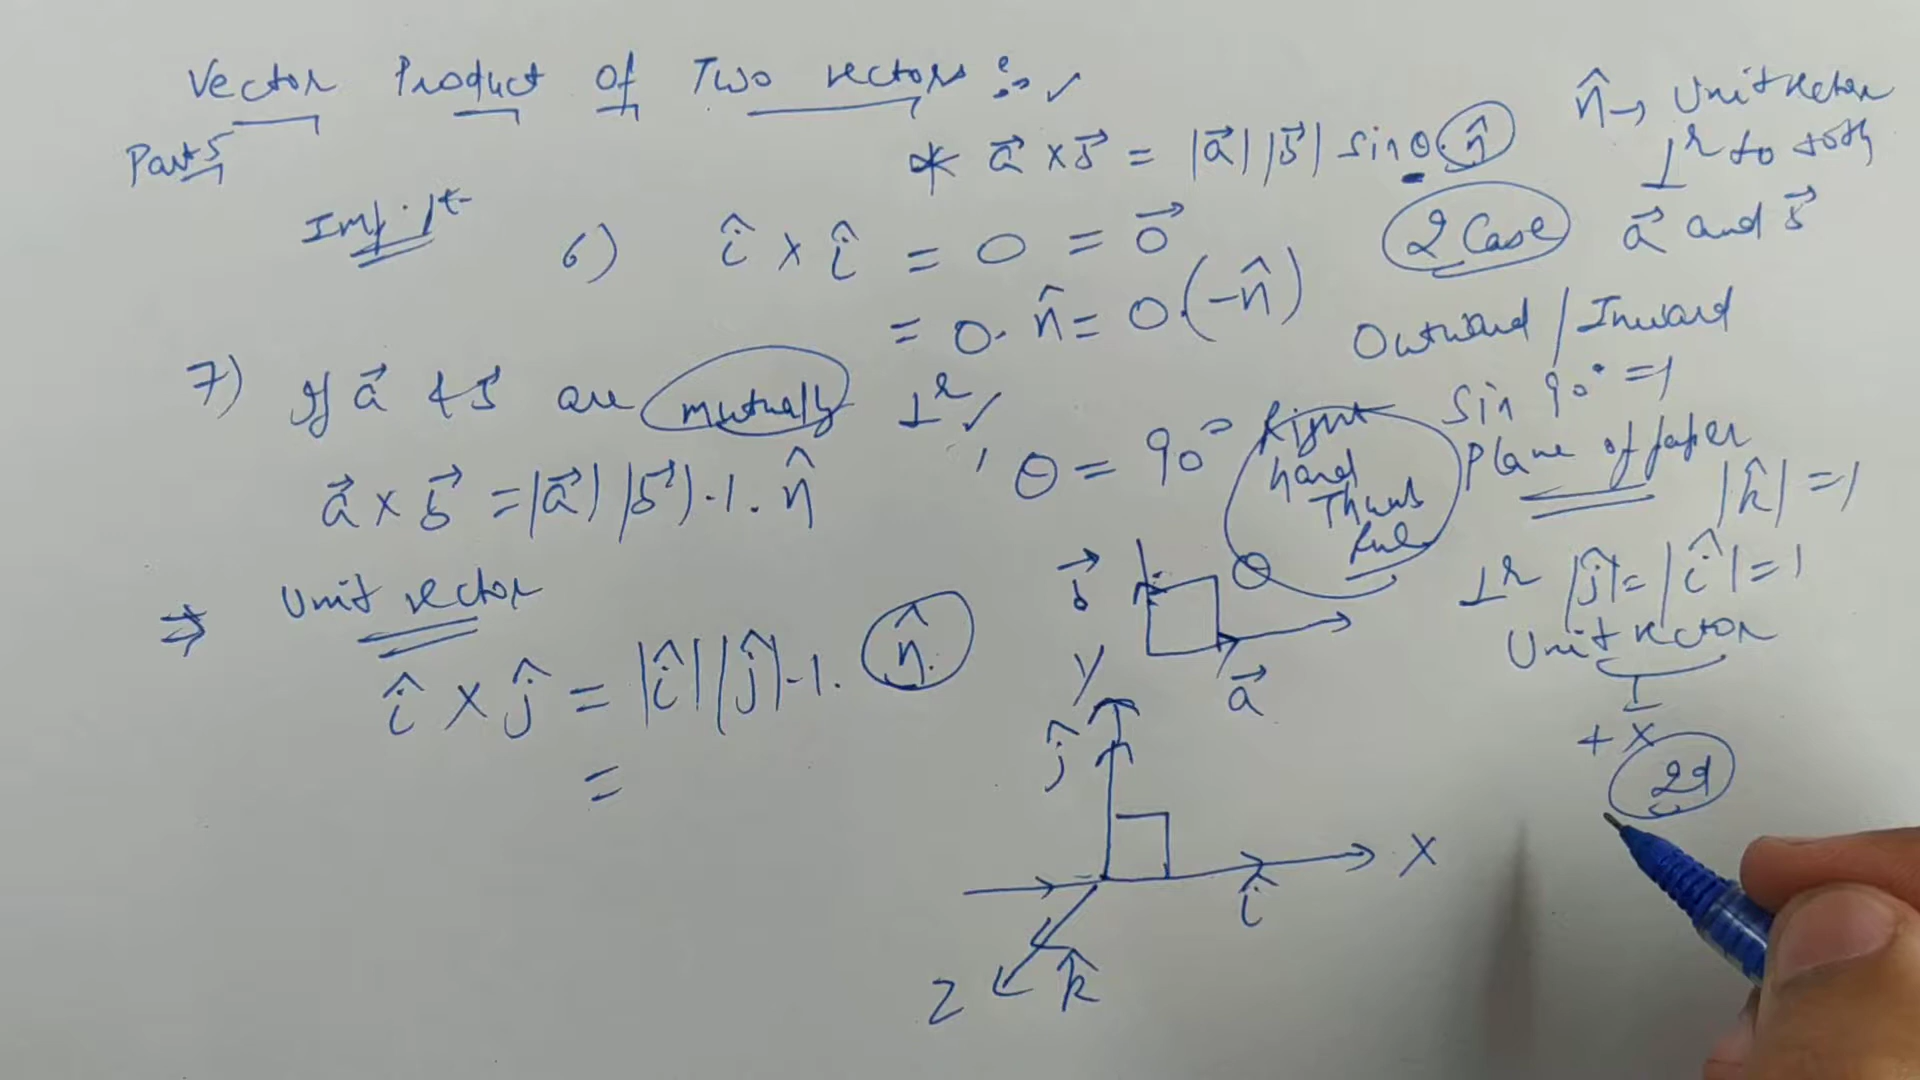 Vector Product Of Two vectors :- ✓
Part 5
* a⃗ × b⃗ = |a⃗| |b⃗| sinθ · n̂
n̂ → Unit vector
⊥r to both
a⃗ and b⃗
Imp. pt
6) î × î = 0 = 0⃗
2 Case
= 0 · n̂ = 0 · (-n̂)
Outward / Inward
7) If a⃗ & b⃗ are mutually ⊥r ✓
Sin 90° = 1
θ = 90°
Right
hand
Thumb
Rule
Plane of paper
a⃗ × b⃗ = |a⃗| |b⃗| · 1 · n̂
|k̂| = 1
⇒ Unit vector
b⃗
θ
a⃗
⊥r |ĵ| = |î| = 1
Unit vector
î × ĵ = |î| |ĵ| · 1 · n̂
=
+ X
Y
ĵ
X
î
Z
k̂